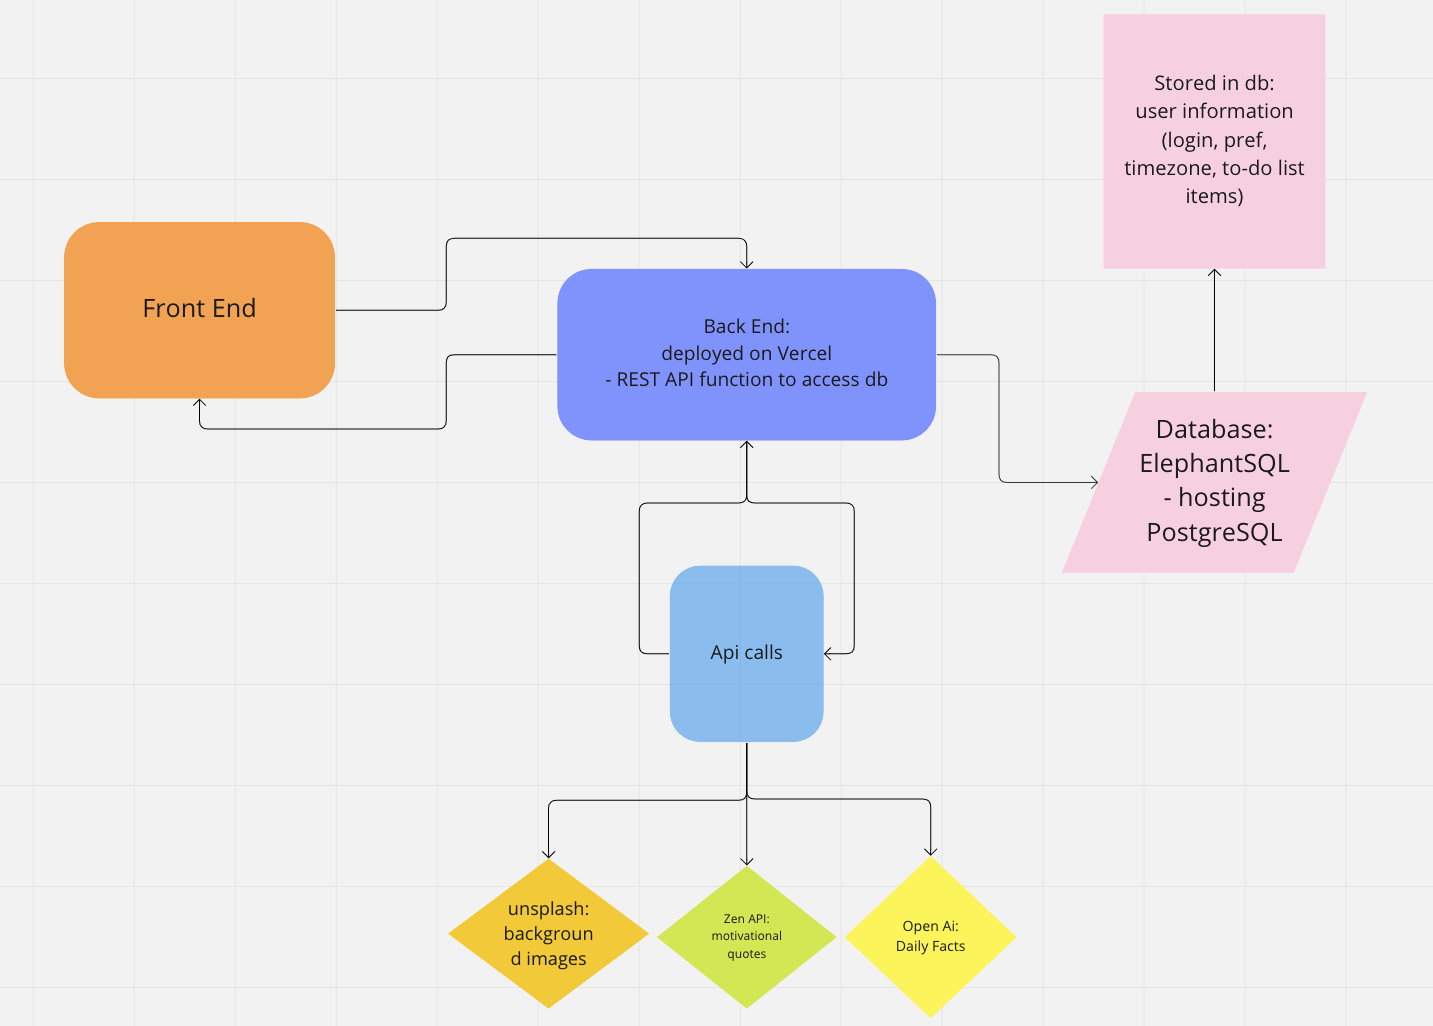 Stored in db:
user information
(login, pref,
timezone, to-do list
items)
Front End
Back End:
deployed on Vercel
- REST API function to access db
Database:
ElephantSQL
- hosting
PostgreSQL
Api calls
unsplash:
backgroun
d images
Zen API:
motivational
quotes
Open Ai:
Daily Facts